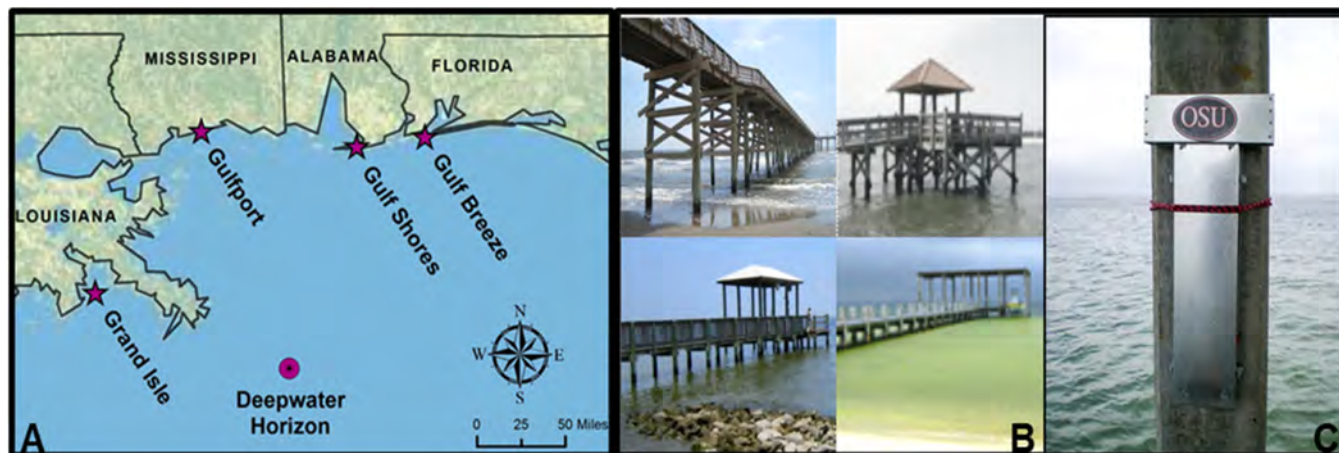 MISSISSIPPI
ALABAMA
FLORIDA
LOUISIANA
Gulfport
Gulf Shores
Gulf Breeze
Grand Isle
Deepwater
Horizon
N
W E
S
0 25 50 Miles
A
B
OSU
C